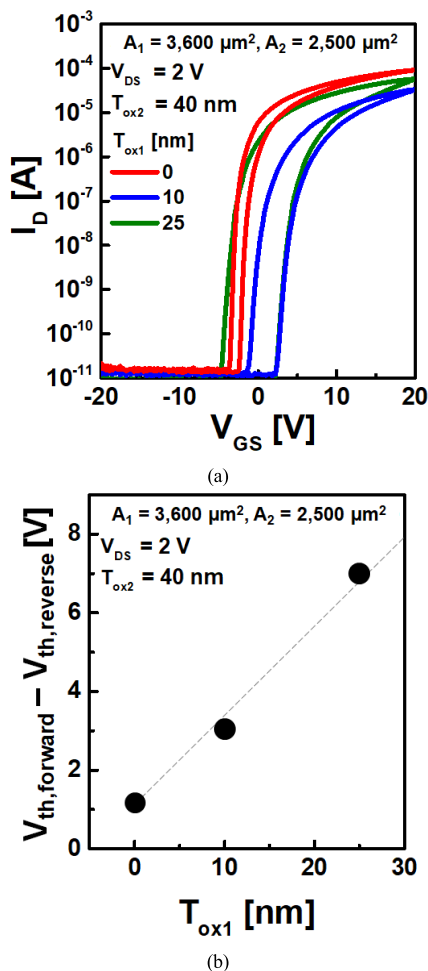 A₁ = 3,600 µm², A₂ = 2,500 µm²
V_DS = 2 V
T_ox2 = 40 nm
T_ox1 [nm]
0
10
25
I_D [A]
10⁻³
10⁻⁴
10⁻⁵
10⁻⁶
10⁻⁷
10⁻⁸
10⁻⁹
10⁻¹⁰
10⁻¹¹
-20 -10 0 10 20
V_GS [V]
(a)
A₁ = 3,600 µm², A₂ = 2,500 µm²
V_DS = 2 V
T_ox2 = 40 nm
V_th,forward − V_th,reverse [V]
8
6
4
2
0
0 10 20 30
T_ox1 [nm]
(b)